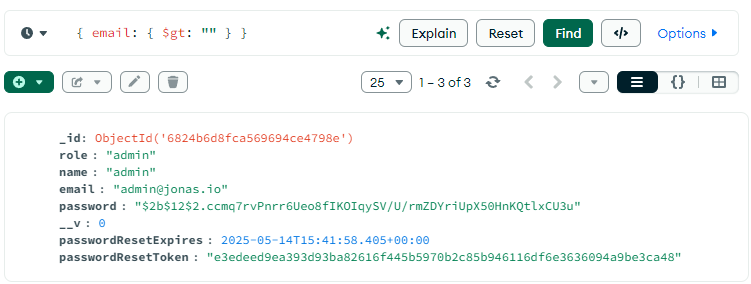 { email: { $gt: "" } }
Explain
Reset
Find
</>
Options
25
1 – 3 of 3
{}
_id: ObjectId('6824b6d8fca569694ce4798e')
role : "admin"
name : "admin"
email : "admin@jonas.io"
password : "$2b$12$2.ccmq7rvPnrr6Ueo8fIKOIqySV/U/rmZDYriUpX50HnKQtlxCU3u"
__v : 0
passwordResetExpires : 2025-05-14T15:41:58.405+00:00
passwordResetToken : "e3edeed9ea393d93ba82616f445b5970b2c85b946116df6e3636094a9be3ca48"